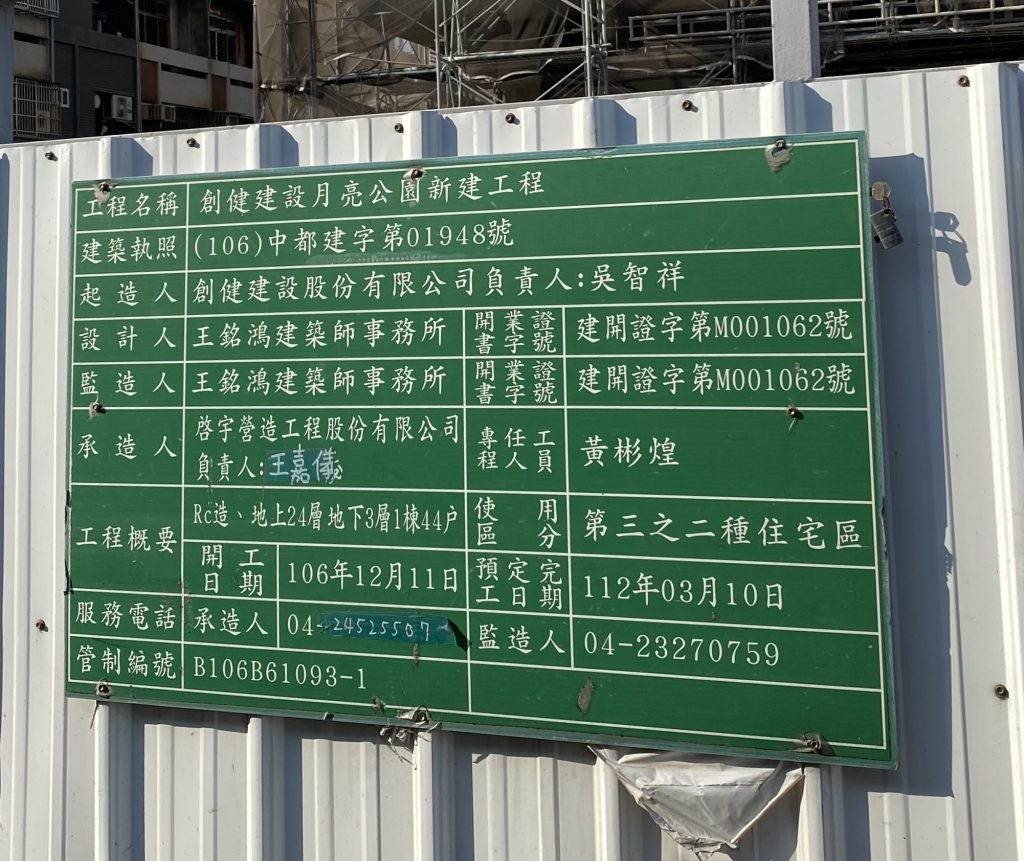 工程名稱 創健建設月亮公園新建工程
建築執照 (106)中都建字第01948號
起造人 創健建設股份有限公司負責人:吳智祥
設計人 王銘鴻建築師事務所 開業證書字號 建開證字第M001062號
監造人 王銘鴻建築師事務所 開業證書字號 建開證字第M001062號
承造人 啓宇營造工程股份有限公司 負責人:王嘉儀 專任工程人員 黃彬煌
工程概要 Rc造、地上24層地下3層1棟44户 使用區分 第三之二種住宅區
開工日期 106年12月11日 預定完工日期 112年03月10日
服務電話 承造人 04-24525507 監造人 04-23270759
管制編號 B106B61093-1